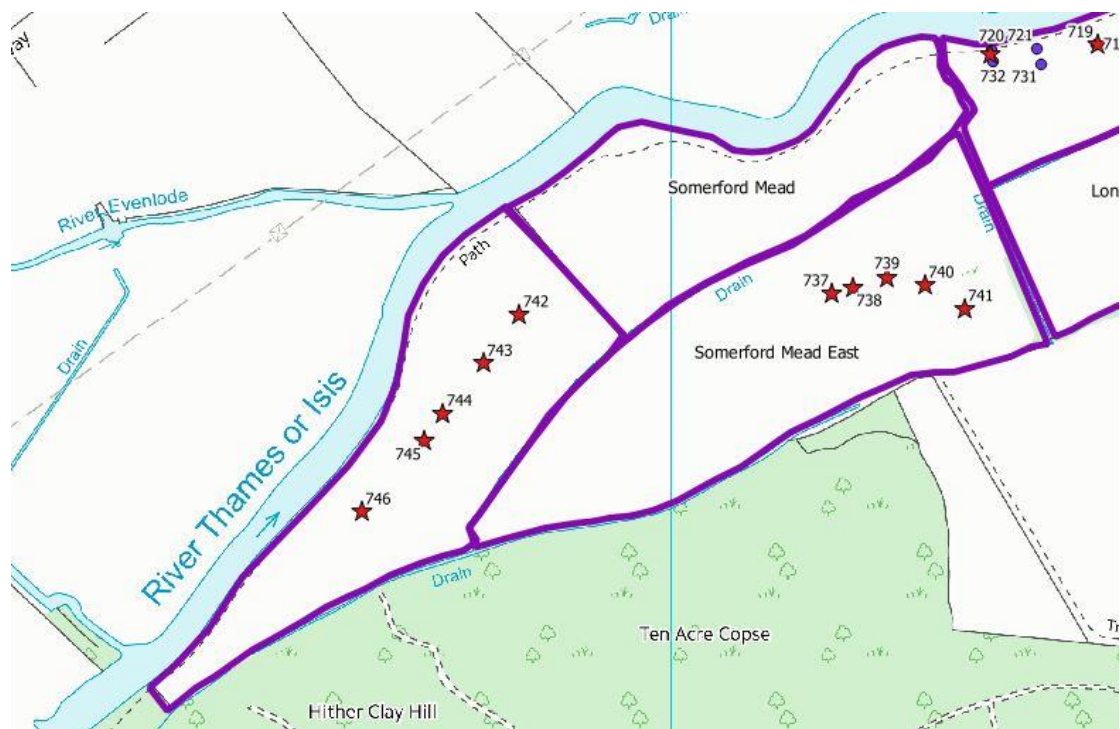 Drain
720
721
719
71
732
731
Somerford Mead
Lon
River Evenlode
Path
Drain
739
740
737
738
Drain
741
742
Somerford Mead East
743
Drain
744
745
River Thames or Isis
746
Drain
Ten Acre Copse
Tr
Hither Clay Hill